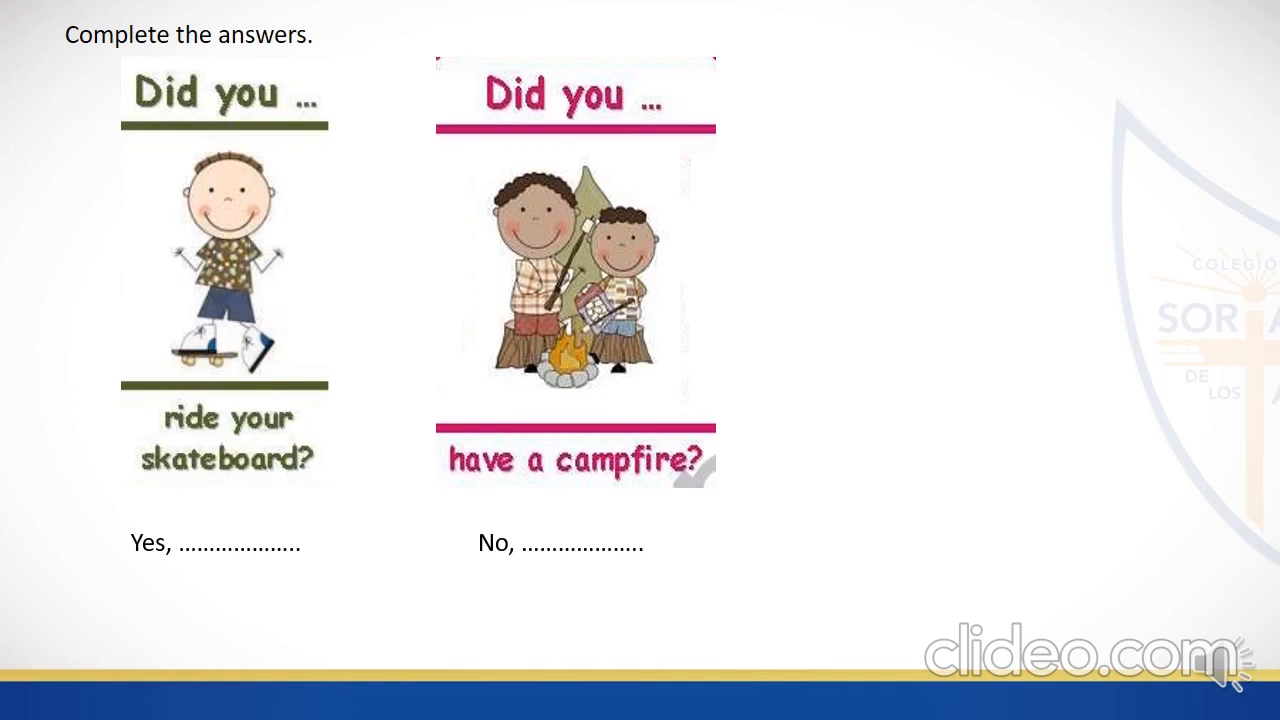 Complete the answers.
Did you ...
ride your
skateboard?
Yes, ………………..
Did you ...
have a campfire?
No, ………………..
COLEGIO
SOR
DE
LOS
clideo.com